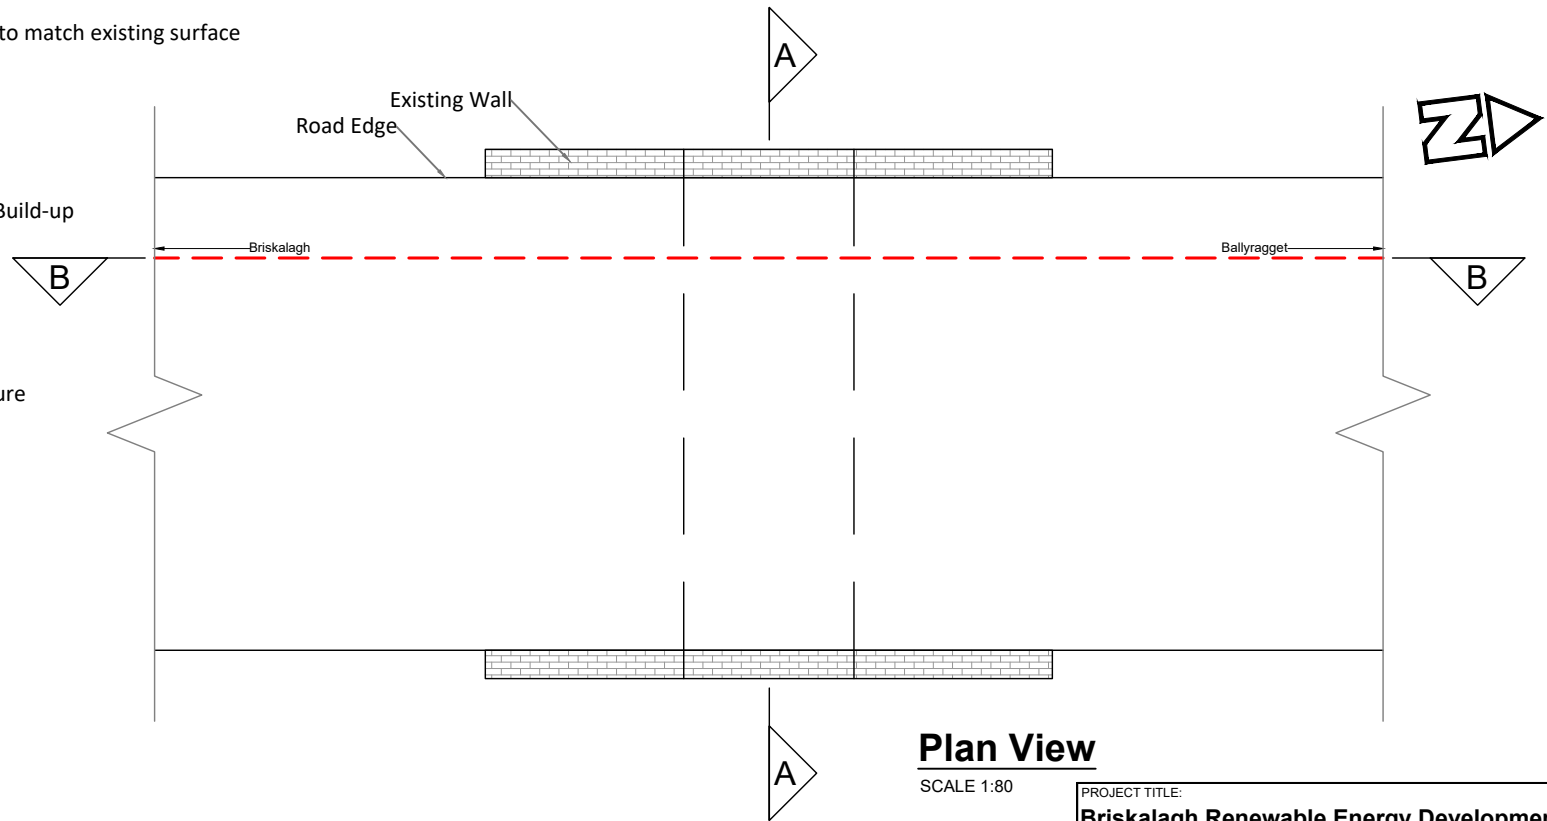 to match existing surface
A
Existing Wall
Road Edge
N
Build-up
Briskalagh
Ballyragget
B
B
ure
Plan View
A
SCALE 1:80
PROJECT TITLE:
Briskalagh Renewable Energy Developmen